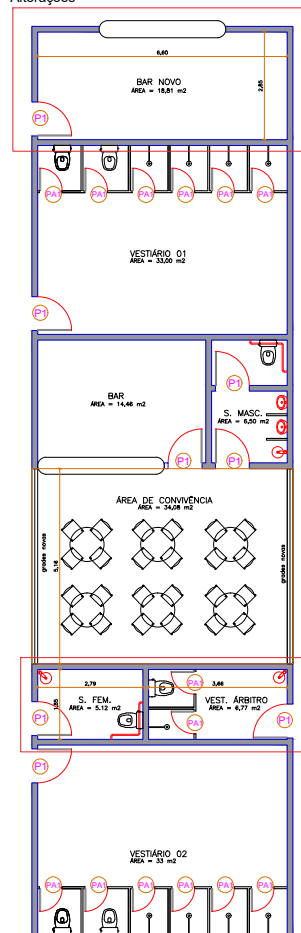 Alterações
6,60
BAR NOVO
ÁREA = 18,81 m2
2,85
P1
PA1 PA1 PA1 PA1 PA1 PA1
VESTIÁRIO 01
ÁREA = 33,00 m2
P1
BAR
ÁREA = 14,46 m2
P1
S. MASC.
ÁREA = 6,50 m2
P1 P1
ÁREA DE CONVIVÊNCIA
ÁREA = 34,08 m2
grades novas
5,16
grades novas
2,79
3,66
PA1
S. FEM.
ÁREA = 5.12 m2
1,85
VEST. ÁRBITRO
ÁREA = 6,77 m2
P1 PA1 P1
P1
VESTIÁRIO 02
ÁREA = 33 m2
PA1 PA1 PA1 PA1 PA1 PA1